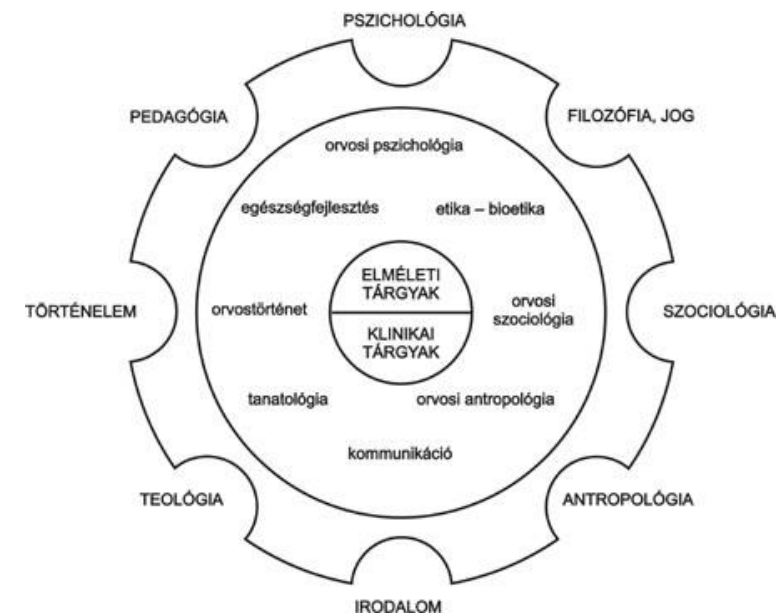 PSZICHOLÓGIA
PEDAGÓGIA
FILOZÓFIA, JOG
orvosi pszichológia
egészségfejlesztés
etika – bioetika
ELMÉLETI
TÁRGYAK
TÖRTÉNELEM
orvostörténet
orvosi
szociológia
SZOCIOLÓGIA
KLINIKAI
TÁRGYAK
tanatológia
orvosi antropológia
kommunikáció
TEOLÓGIA
ANTROPOLÓGIA
IRODALOM